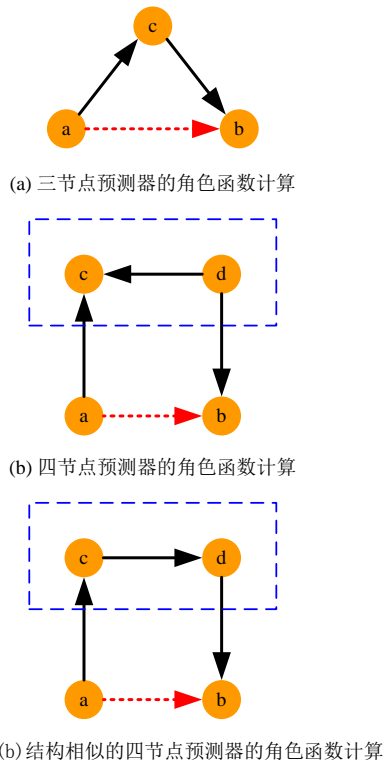 c
a b
(a) 三节点预测器的角色函数计算
c d
a b
(b) 四节点预测器的角色函数计算
c d
a b
(b)结构相似的四节点预测器的角色函数计算